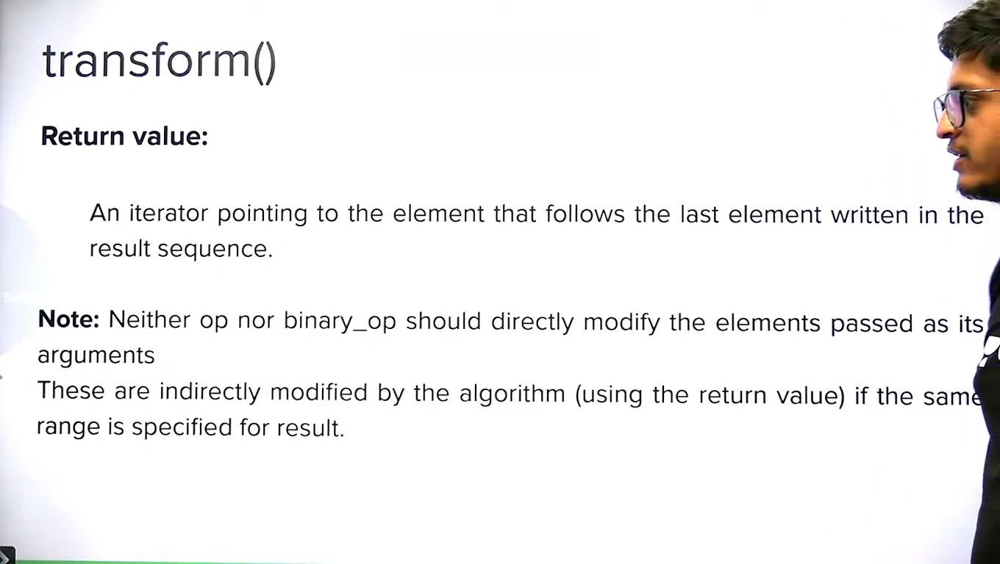 transform()
Return value:
An iterator pointing to the element that follows the last element written in the
result sequence.
Note: Neither op nor binary_op should directly modify the elements passed as its
arguments
These are indirectly modified by the algorithm (using the return value) if the same
range is specified for result.